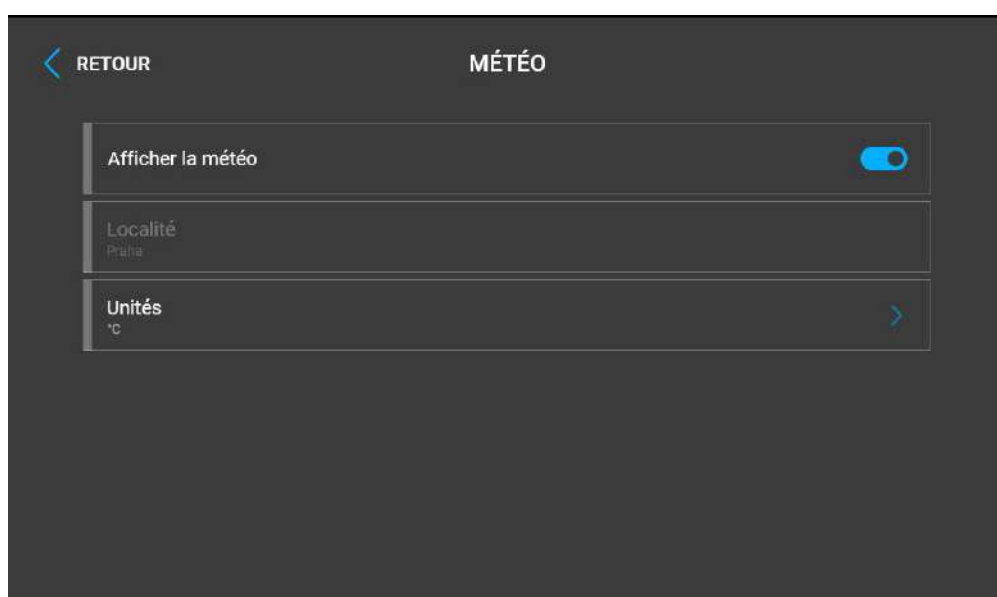 RETOUR
MÉTÉO
Afficher la météo
Localité
Praha
Unités
°C